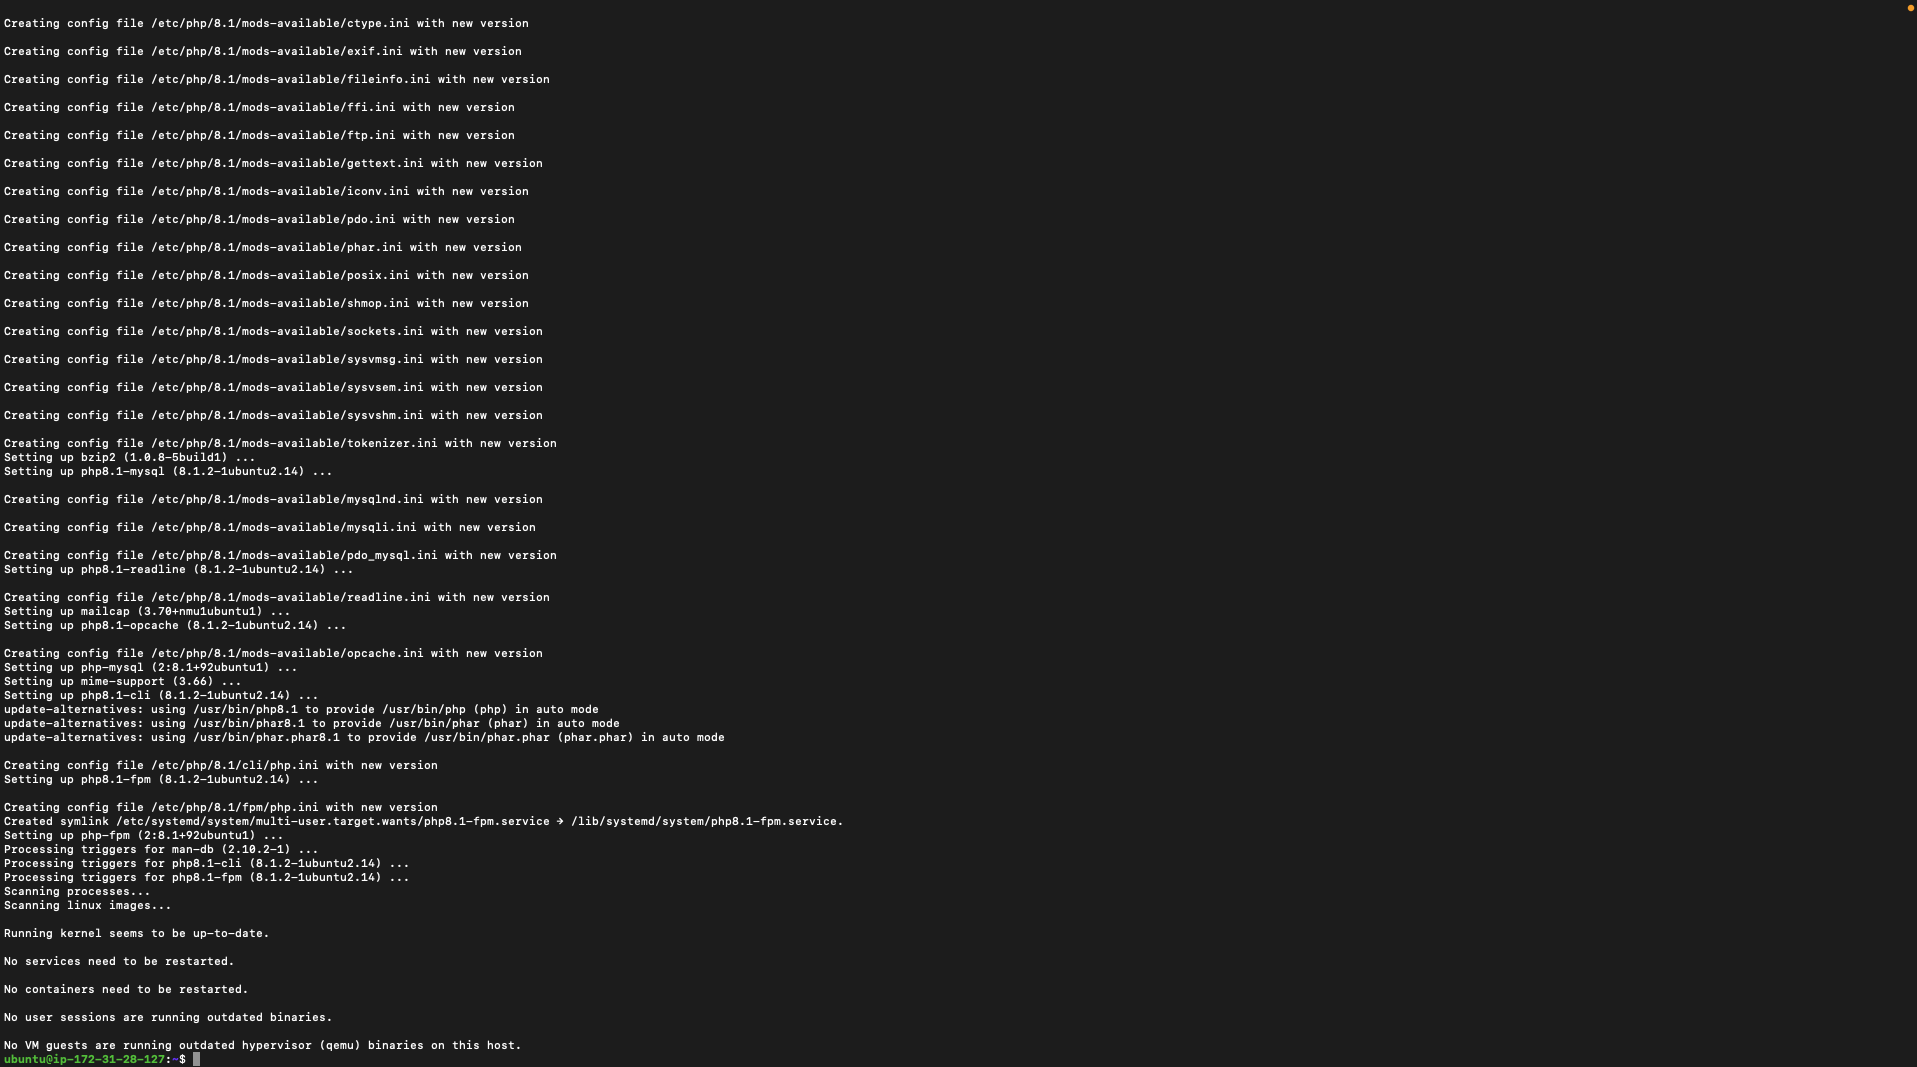 Creating config file /etc/php/8.1/mods-available/ctype.ini with new version
Creating config file /etc/php/8.1/mods-available/exif.ini with new version
Creating config file /etc/php/8.1/mods-available/fileinfo.ini with new version
Creating config file /etc/php/8.1/mods-available/ffi.ini with new version
Creating config file /etc/php/8.1/mods-available/ftp.ini with new version
Creating config file /etc/php/8.1/mods-available/gettext.ini with new version
Creating config file /etc/php/8.1/mods-available/iconv.ini with new version
Creating config file /etc/php/8.1/mods-available/pdo.ini with new version
Creating config file /etc/php/8.1/mods-available/phar.ini with new version
Creating config file /etc/php/8.1/mods-available/posix.ini with new version
Creating config file /etc/php/8.1/mods-available/shmop.ini with new version
Creating config file /etc/php/8.1/mods-available/sockets.ini with new version
Creating config file /etc/php/8.1/mods-available/sysvmsg.ini with new version
Creating config file /etc/php/8.1/mods-available/sysvsem.ini with new version
Creating config file /etc/php/8.1/mods-available/sysvshm.ini with new version
Creating config file /etc/php/8.1/mods-available/tokenizer.ini with new version
Setting up bzip2 (1.0.8-5build1) ...
Setting up php8.1-mysql (8.1.2-1ubuntu2.14) ...
Creating config file /etc/php/8.1/mods-available/mysqlnd.ini with new version
Creating config file /etc/php/8.1/mods-available/mysqli.ini with new version
Creating config file /etc/php/8.1/mods-available/pdo_mysql.ini with new version
Setting up php8.1-readline (8.1.2-1ubuntu2.14) ...
Creating config file /etc/php/8.1/mods-available/readline.ini with new version
Setting up mailcap (3.70+nmu1ubuntu1) ...
Setting up php8.1-opcache (8.1.2-1ubuntu2.14) ...
Creating config file /etc/php/8.1/mods-available/opcache.ini with new version
Setting up php-mysql (2:8.1+92ubuntu1) ...
Setting up mime-support (3.66) ...
Setting up php8.1-cli (8.1.2-1ubuntu2.14) ...
update-alternatives: using /usr/bin/php8.1 to provide /usr/bin/php (php) in auto mode
update-alternatives: using /usr/bin/phar8.1 to provide /usr/bin/phar (phar) in auto mode
update-alternatives: using /usr/bin/phar.phar8.1 to provide /usr/bin/phar.phar (phar.phar) in auto mode
Creating config file /etc/php/8.1/cli/php.ini with new version
Setting up php8.1-fpm (8.1.2-1ubuntu2.14) ...
Creating config file /etc/php/8.1/fpm/php.ini with new version
Created symlink /etc/systemd/system/multi-user.target.wants/php8.1-fpm.service → /lib/systemd/system/php8.1-fpm.service.
Setting up php-fpm (2:8.1+92ubuntu1) ...
Processing triggers for man-db (2.10.2-1) ...
Processing triggers for php8.1-cli (8.1.2-1ubuntu2.14) ...
Processing triggers for php8.1-fpm (8.1.2-1ubuntu2.14) ...
Scanning processes...
Scanning linux images...
Running kernel seems to be up-to-date.
No services need to be restarted.
No containers need to be restarted.
No user sessions are running outdated binaries.
No VM guests are running outdated hypervisor (qemu) binaries on this host.
ubuntu@ip-172-31-28-127:~$